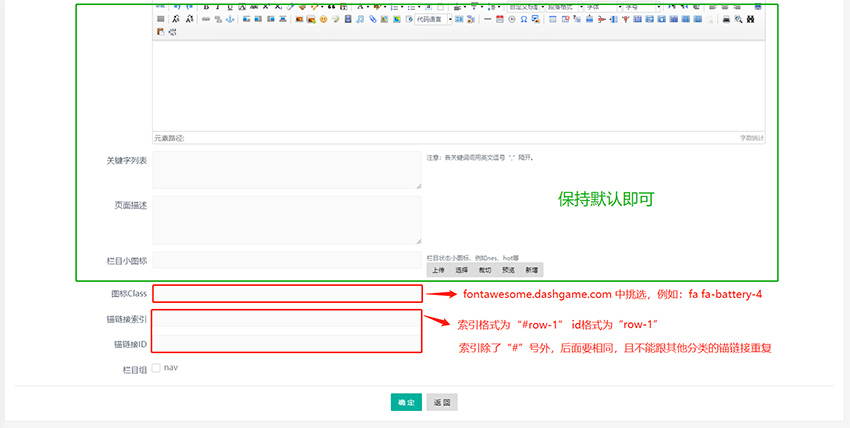 代码语言
元素路径:
字数统计
关键字列表
注意：各关键词间用英文逗号 "," 隔开。
页面描述
保持默认即可
栏目小图标
栏目状态小图标、例如nes、hot等
上传 选择 裁切 预览 新增
图标Class
fontawesome.dashgame.com 中挑选，例如：fa fa-battery-4
锚链接索引
索引格式为 “#row-1” id格式为 “row-1”
锚链接ID
索引除了 “#” 号外，后面要相同，且不能跟其他分类的锚链接重复
栏目组
nav
确 定
返 回